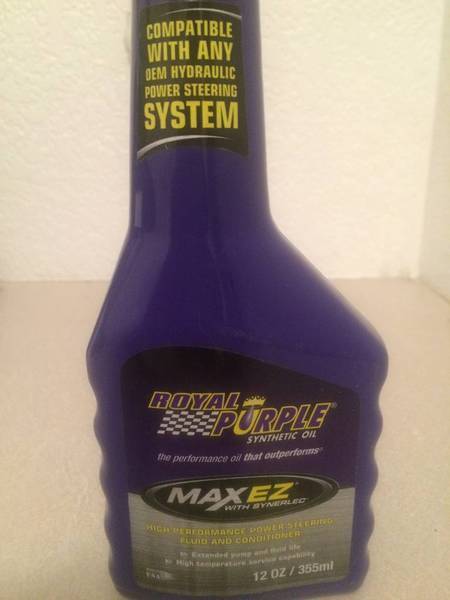 COMPATIBLE
WITH ANY
OEM HYDRAULIC
POWER STEERING
SYSTEM
ROYAL
PURPLE®
SYNTHETIC OIL
the performance oil that outperforms®
MAX EZ®
WITH SYNERLEC®
HIGH PERFORMANCE POWER STEERING
FLUID AND CONDITIONER
Extended pump and fluid life
High temperature service capability
12 OZ / 355ml